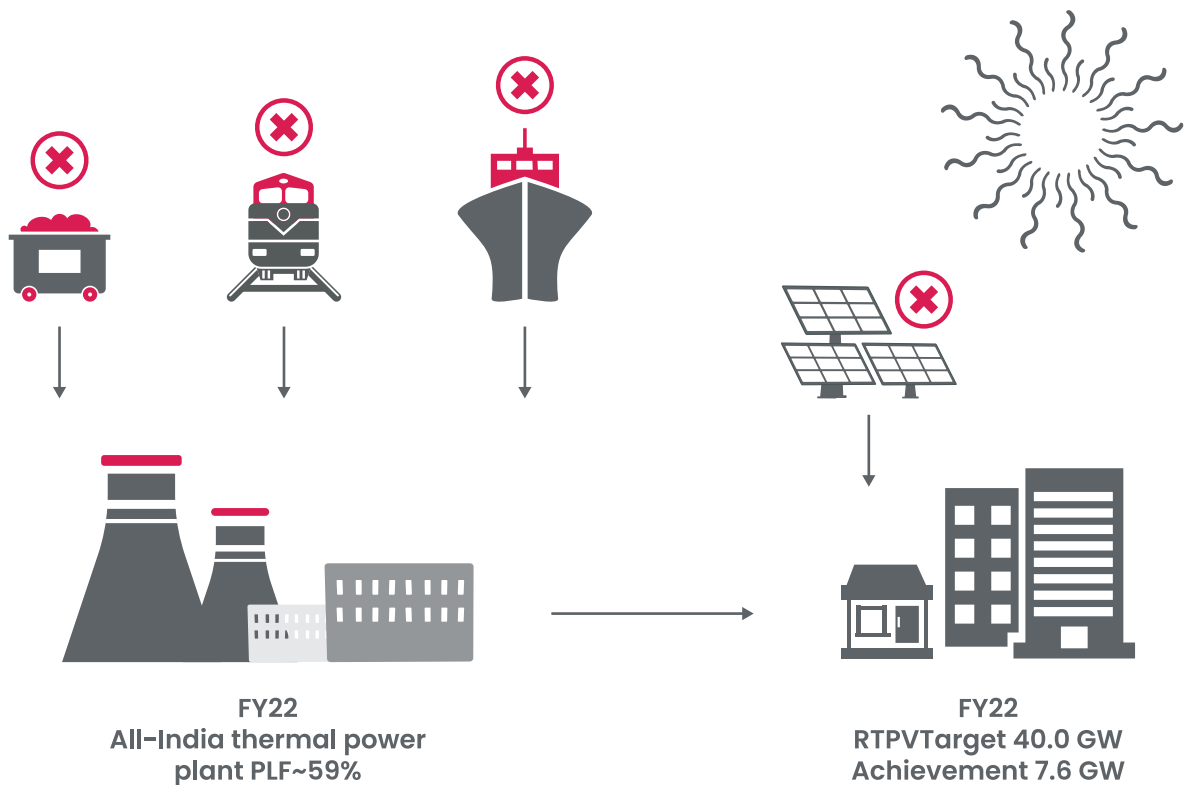 FY22
All-India thermal power
plant PLF~59%
FY22
RTPVTarget 40.0 GW
Achievement 7.6 GW